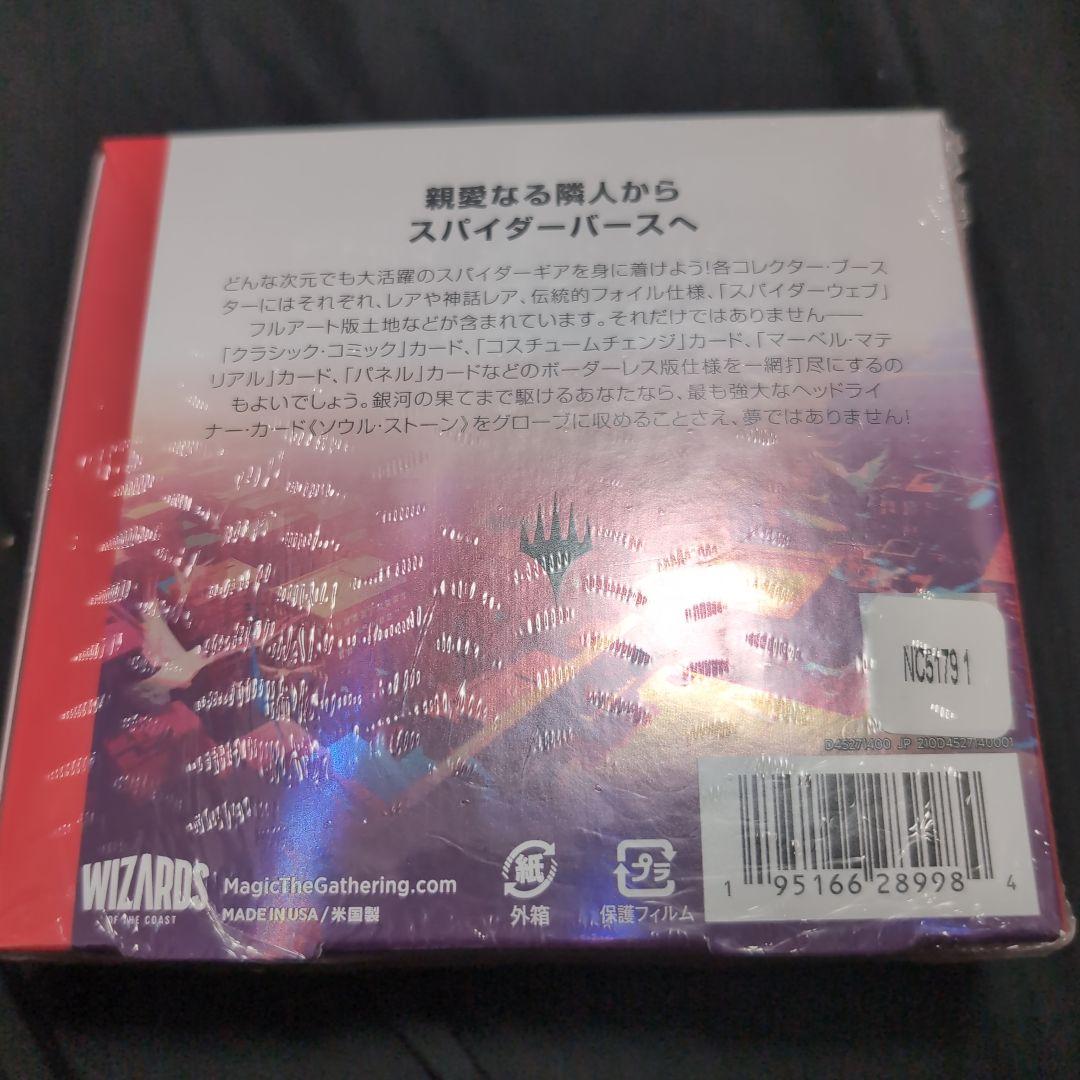 親愛なる隣人から
スパイダーバースへ
どんな次元でも大活躍のスパイダーギアを身に着けよう!各コレクター・ブース
ターにはそれぞれ、レアや神話レア、伝統的フォイル仕様、「スパイダーウェブ」
フルアート版土地などが含まれています。それだけではありません――
「クラシック・コミック」カード、「コスチュームチェンジ」カード、「マーベル・マテ
リアル」カード、「パネル」カードなどのボーダーレス版仕様を一網打尽にするの
もよいでしょう。銀河の果てまで駆けるあなたなら、最も強大なヘッドライ
ナー・カード《ソウル・ストーン》をグローブに収めることさえ、夢ではありません!
NC5179 1
D45271400 JP 210D4527140001
WIZARDS
OF THE COAST
MagicTheGathering.com
MADE IN USA/米国製
紙
外箱
プラ
保護フィルム
1 95166 28998 4